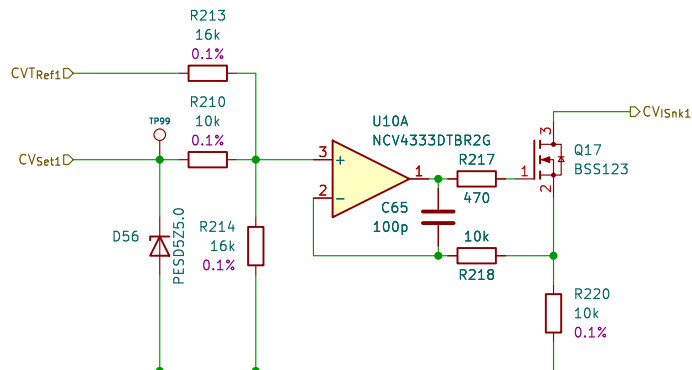 R213
16k
0.1%
CVTRef1
TP99
R210
10k
0.1%
CVSet1
U10A
NCV4333DTBR2G
3
+
2
−
1
R217
470
C65
100p
10k
R218
CVISnk1
3
Q17
BSS123
1
2
D56
PESD5Z5.0
R214
16k
0.1%
R220
10k
0.1%